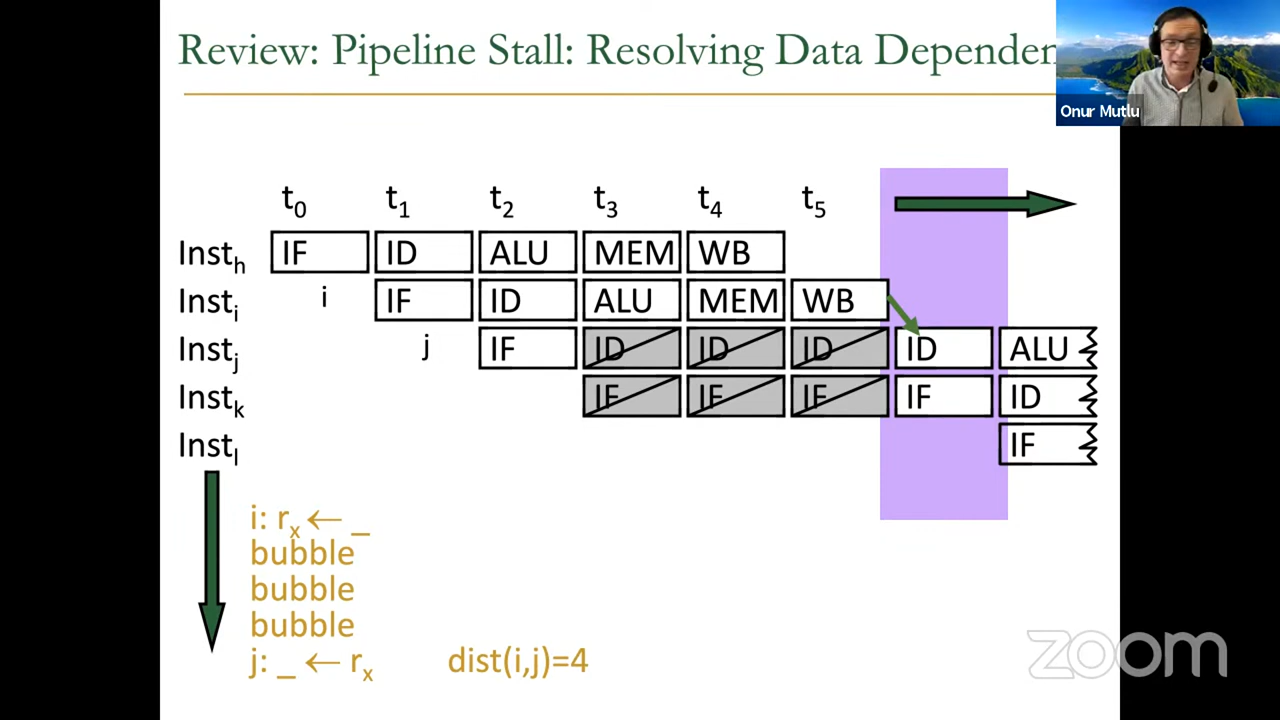 Review: Pipeline Stall: Resolving Data Dependen
Onur Mutlu
t0 t1 t2 t3 t4 t5
Insth IF ID ALU MEM WB
Insti i IF ID ALU MEM WB
Instj j IF ID ID ID ID ALU
Instk IF IF IF IF ID
Instl IF
i: rx ← _
bubble
bubble
bubble
j: _ ← rx dist(i,j)=4
zoom